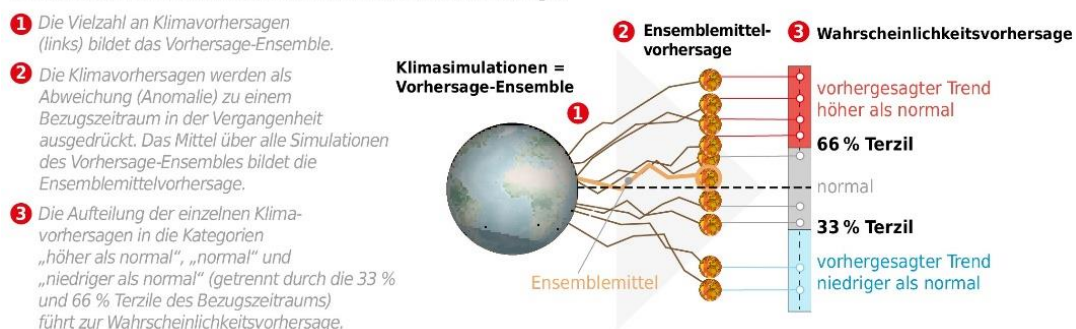 1 Die Vielzahl an Klimavorhersagen
(links) bildet das Vorhersage-Ensemble.
2 Die Klimavorhersagen werden als
Abweichung (Anomalie) zu einem
Bezugszeitraum in der Vergangenheit
ausgedrückt. Das Mittel über alle Simulationen
des Vorhersage-Ensembles bildet die
Ensemblemittelvorhersage.
3 Die Aufteilung der einzelnen Klima-
vorhersagen in die Kategorien
„höher als normal“, „normal“ und
„niedriger als normal“ (getrennt durch die 33 %
und 66 % Terzile des Bezugszeitraums)
führt zur Wahrscheinlichkeitsvorhersage.
Klimasimulationen =
Vorhersage-Ensemble
1
2 Ensemblemittel-
vorhersage
Ensemblemittel
3 Wahrscheinlichkeitsvorhersage
vorhergesagter Trend
höher als normal
66 % Terzil
normal
33 % Terzil
vorhergesagter Trend
niedriger als normal